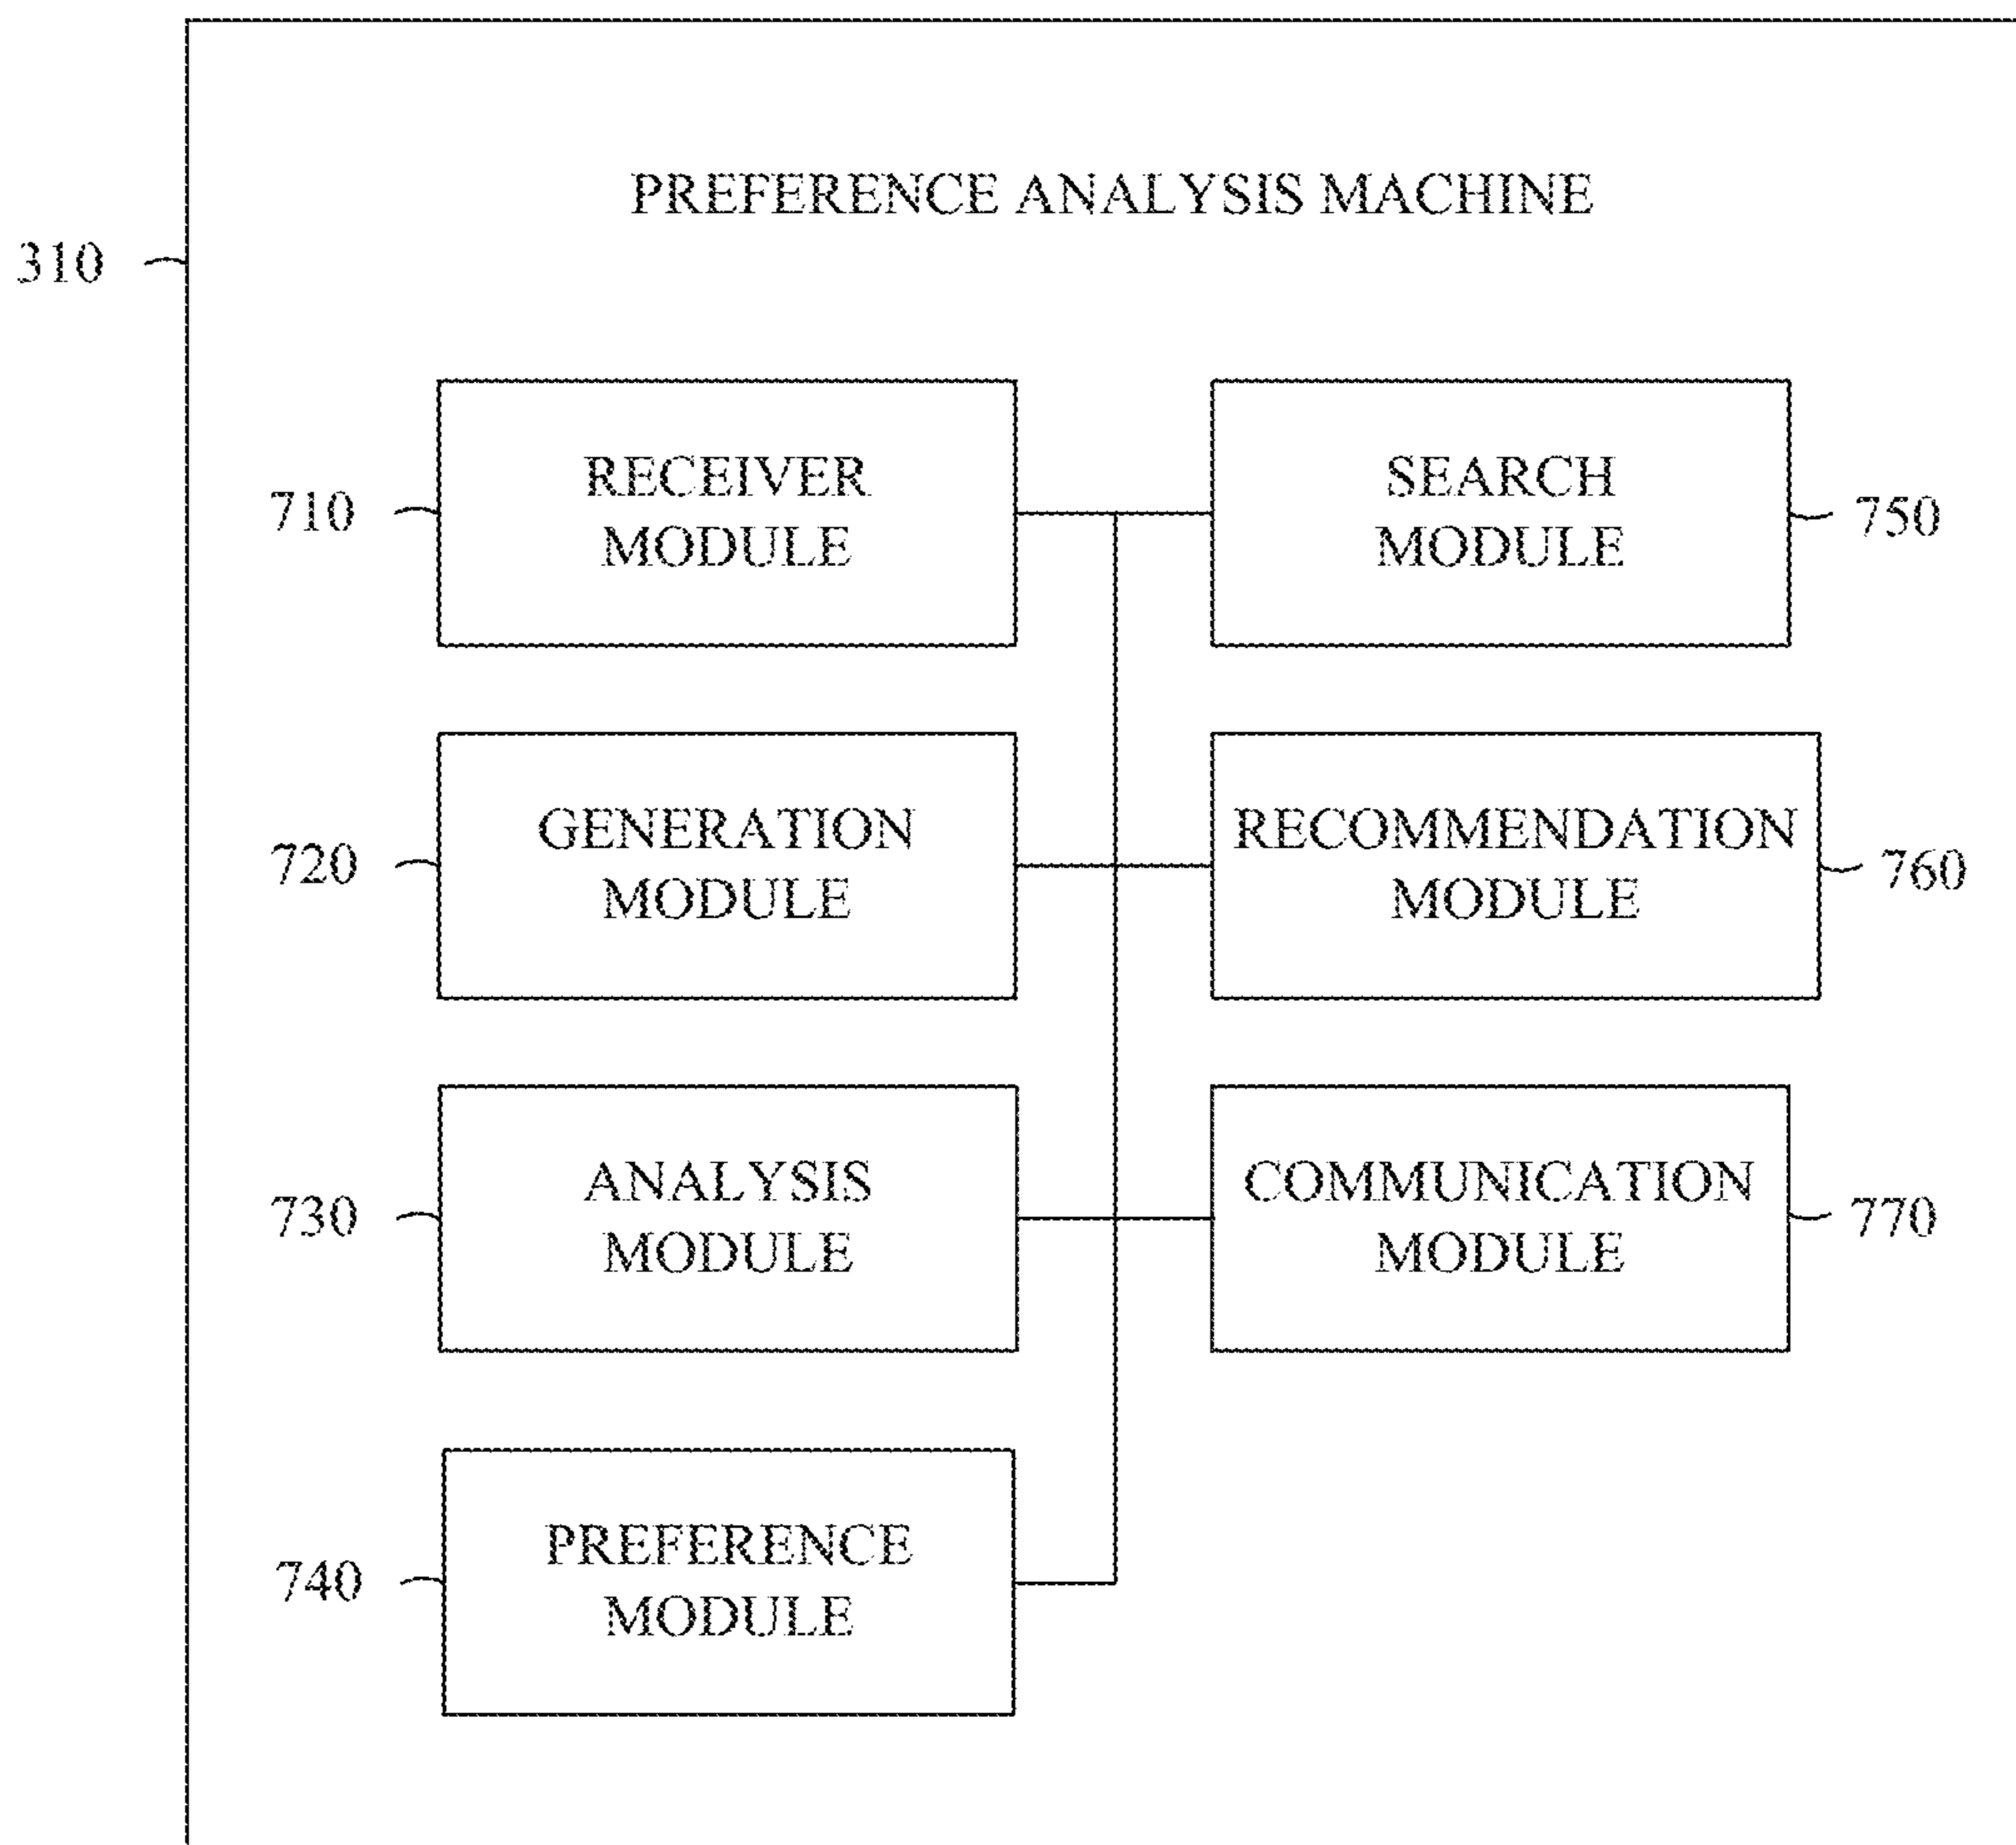 PREFERENCE ANALYSIS MACHINE
310
RECEIVER
MODULE
710
SEARCH
MODULE
750
GENERATION
MODULE
720
RECOMMENDATION
MODULE
760
ANALYSIS
MODULE
730
COMMUNICATION
MODULE
770
PREFERENCE
MODULE
740